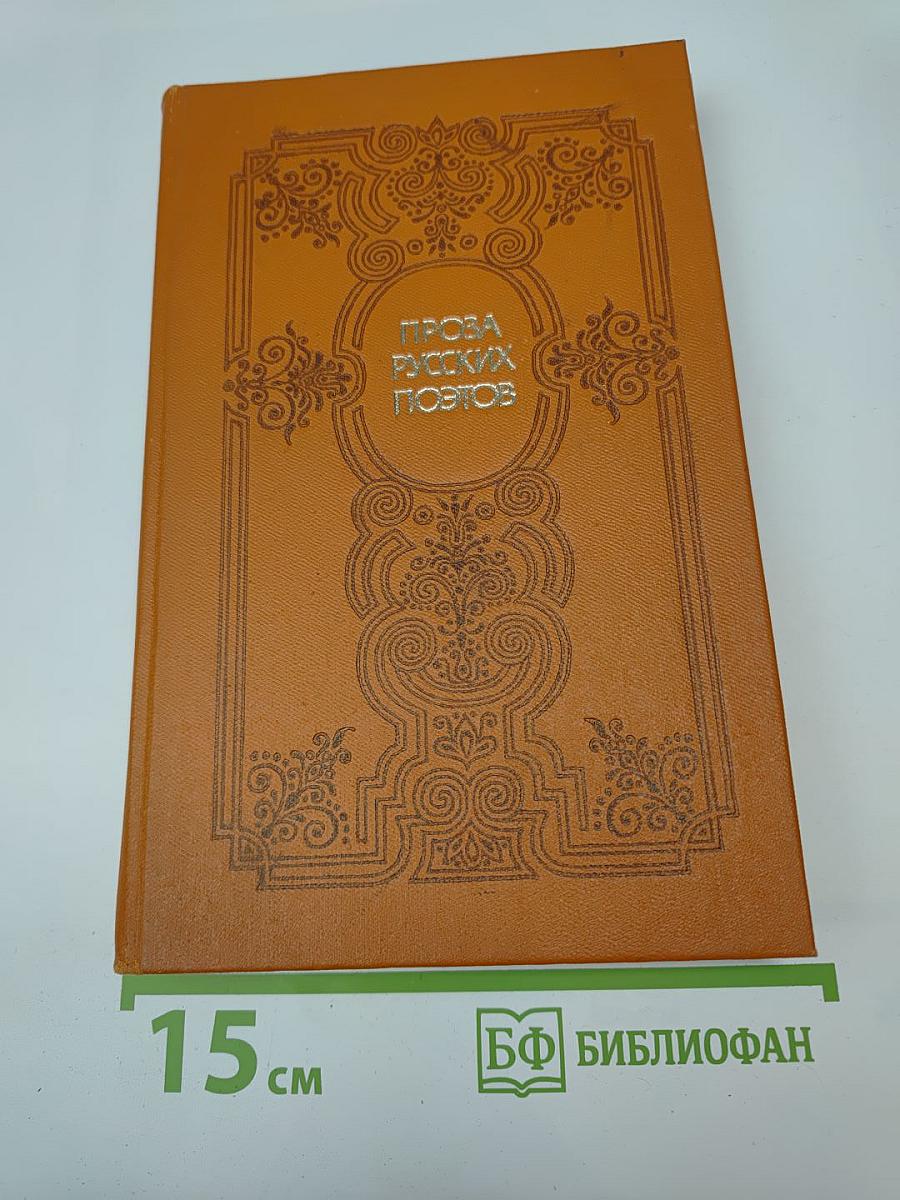 ПРОЗА
РУССКИХ
ПОЭТОВ
15 см
БФ БИБЛИОФАН